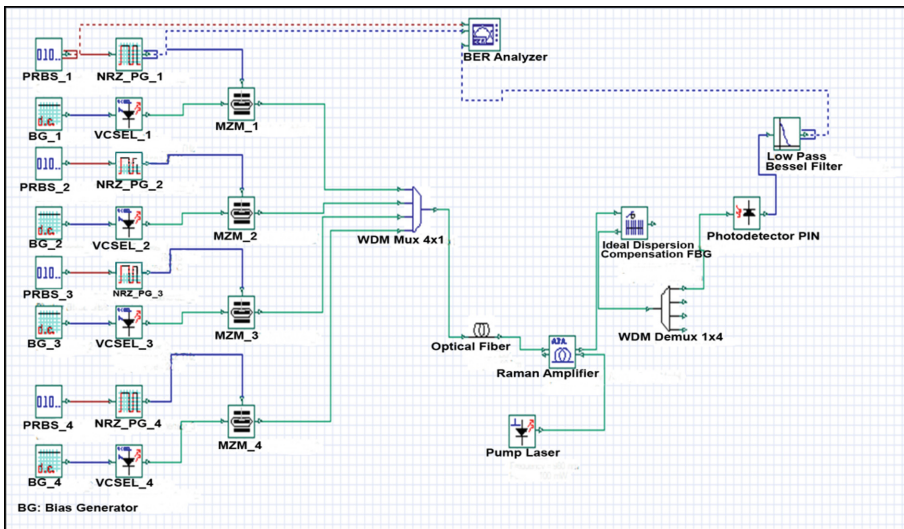 BER Analyzer
PRBS_1
NRZ_PG_1
BG_1
VCSEL_1
MZM_1
PRBS_2
NRZ_PG_2
BG_2
VCSEL_2
MZM_2
PRBS_3
NRZ_PG_3
BG_3
VCSEL_3
MZM_3
PRBS_4
NRZ_PG_4
BG_4
VCSEL_4
MZM_4
WDM Mux 4x1
Optical Fiber
Raman Amplifier
Pump Laser
Ideal Dispersion
Compensation FBG
WDM Demux 1x4
Photodetector PIN
Low Pass
Bessel Filter
BG: Bias Generator